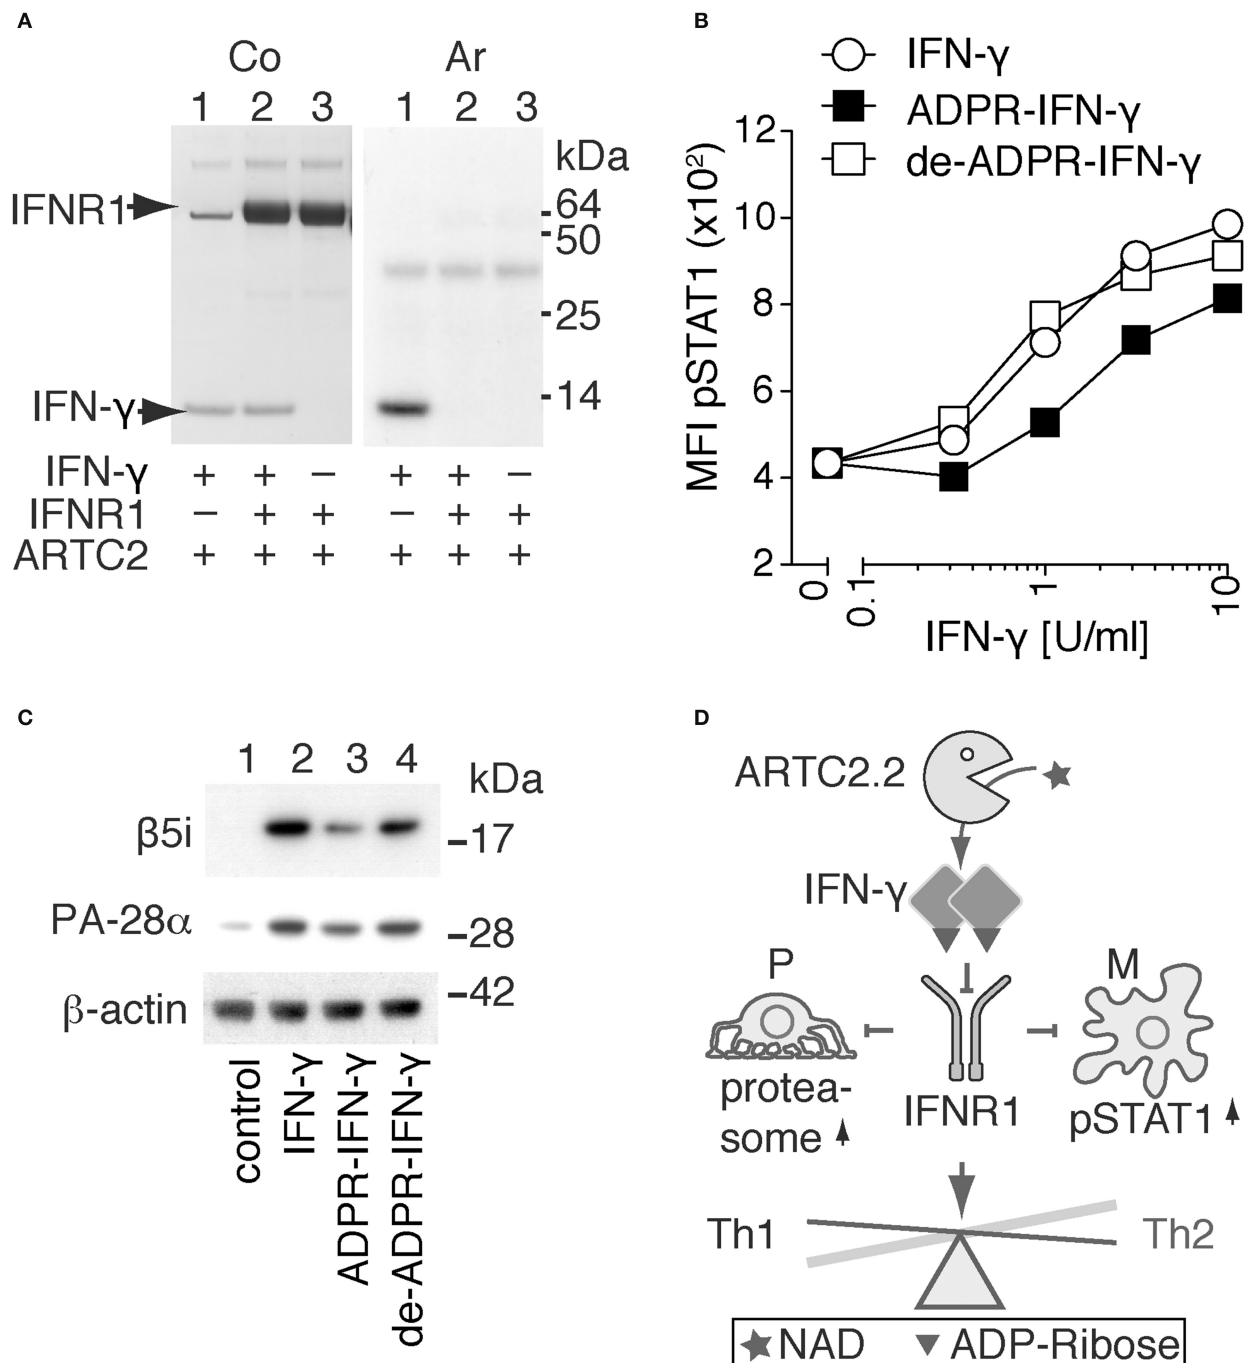 A
Co
Ar
1 2 3
1 2 3
kDa
IFNR1
64
50
25
IFN-γ
14
IFN-γ + + − + + −
IFNR1 − + + − + +
ARTC2 + + + + + +
B
IFN-γ
ADPR-IFN-γ
de-ADPR-IFN-γ
MFI pSTAT1 (x10²)
12
10
8
6
4
2
0 0.1 1 10
IFN-γ [U/ml]
C
1 2 3 4
kDa
β5i
17
PA-28α
28
42
β-actin
control
IFN-γ
ADPR-IFN-γ
de-ADPR-IFN-γ
D
ARTC2.2
IFN-γ
P
M
protea-
some
IFNR1
pSTAT1
Th1
Th2
NAD
ADP-Ribose